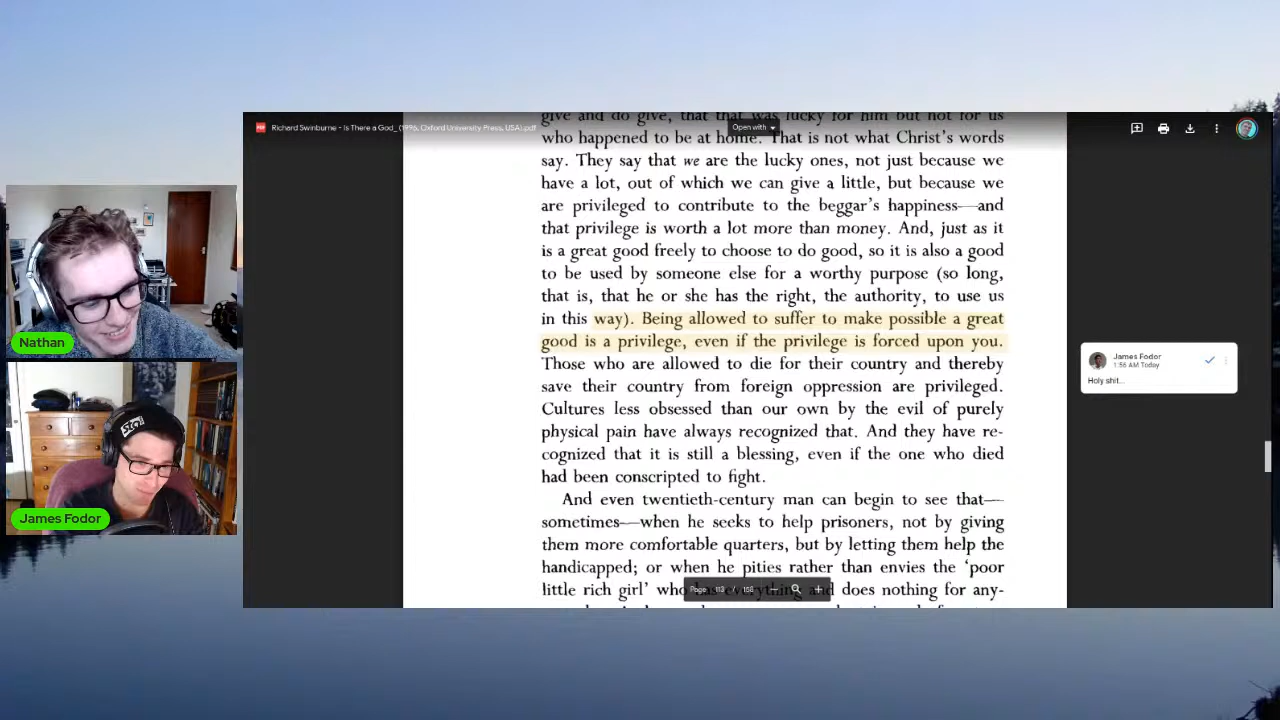 Richard Swinburne - Is There a God_ (1996, Oxford University Press, USA).pdf
Open with
give and do give, that that was lucky for him but not for us
who happened to be at home. That is not what Christ's words
say. They say that we are the lucky ones, not just because we
have a lot, out of which we can give a little, but because we
are privileged to contribute to the beggar's happiness—and
that privilege is worth a lot more than money. And, just as it
is a great good freely to choose to do good, so it is also a good
to be used by someone else for a worthy purpose (so long,
that is, that he or she has the right, the authority, to use us
in this way). Being allowed to suffer to make possible a great
good is a privilege, even if the privilege is forced upon you.
Those who are allowed to die for their country and thereby
save their country from foreign oppression are privileged.
Cultures less obsessed than our own by the evil of purely
physical pain have always recognized that. And they have re-
cognized that it is still a blessing, even if the one who died
had been conscripted to fight.
And even twentieth-century man can begin to see that—
sometimes—when he seeks to help prisoners, not by giving
them more comfortable quarters, but by letting them help the
handicapped; or when he pities rather than envies the 'poor
little rich girl' who has everything and does nothing for any-
Page 113 / 158
James Fodor
1:56 AM Today
Holy shit...
Nathan
James Fodor